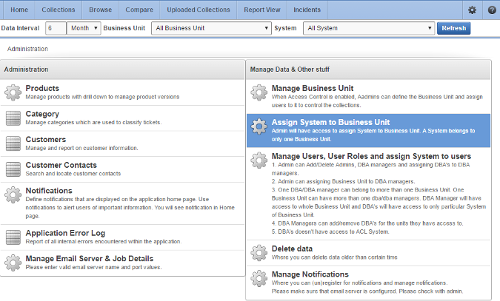 Home Collections Browse Compare Uploaded Collections Report View Incidents
Data Interval 6 Month Business Unit All Business Unit System All System Refresh
Administration
Administration
Products
Manage products with drill down to manage product versions
Category
Manage categories which are used to classify tickets.
Customers
Manage and report on customer information.
Customer Contacts
Search and locate customer contacts
Notifications
Define notifications that are displayed on the application home page. Use
notifications to alert users of important information. You will see notification in Home
page.
Application Error Log
Report of all internal errors encountered within the application.
Manage Email Server & Job Details
Please enter valid email server name and port values.
Manage Data & Other stuff
Manage Business Unit
When Access Control is enabled, Aadmins can define the Business Unit and assign
users to it to control the collections.
Assign System to Business Unit
Admin will have access to assign System to Business Unit. A System belongs to
only one Business Unit.
Manage Users, User Roles and assign System to users
1. Admin can Add/Delete Admins, DBA managers and assigning DBA's to DBA
managers.
2. Admin can assigning Business Unit to DBA managers.
3. One DBA/DBA manager can belong to more than one Business Unit. One
Business Unit can have more than one dba/dba managers. DBA Manager will have
access to whole Business Unit and DBA's will have access to only particular System
of Business Unit.
4. DBA Managers can add/remove DBA's for the units they have access to.
5. DBA's doesn't have access to ACL System.
Delete data
Where you can delete data older than certain time.
Manage Notifications
Where you can (un)register for notifications and manage notifications.
Please make sure that email server is configured. Please check with admin.